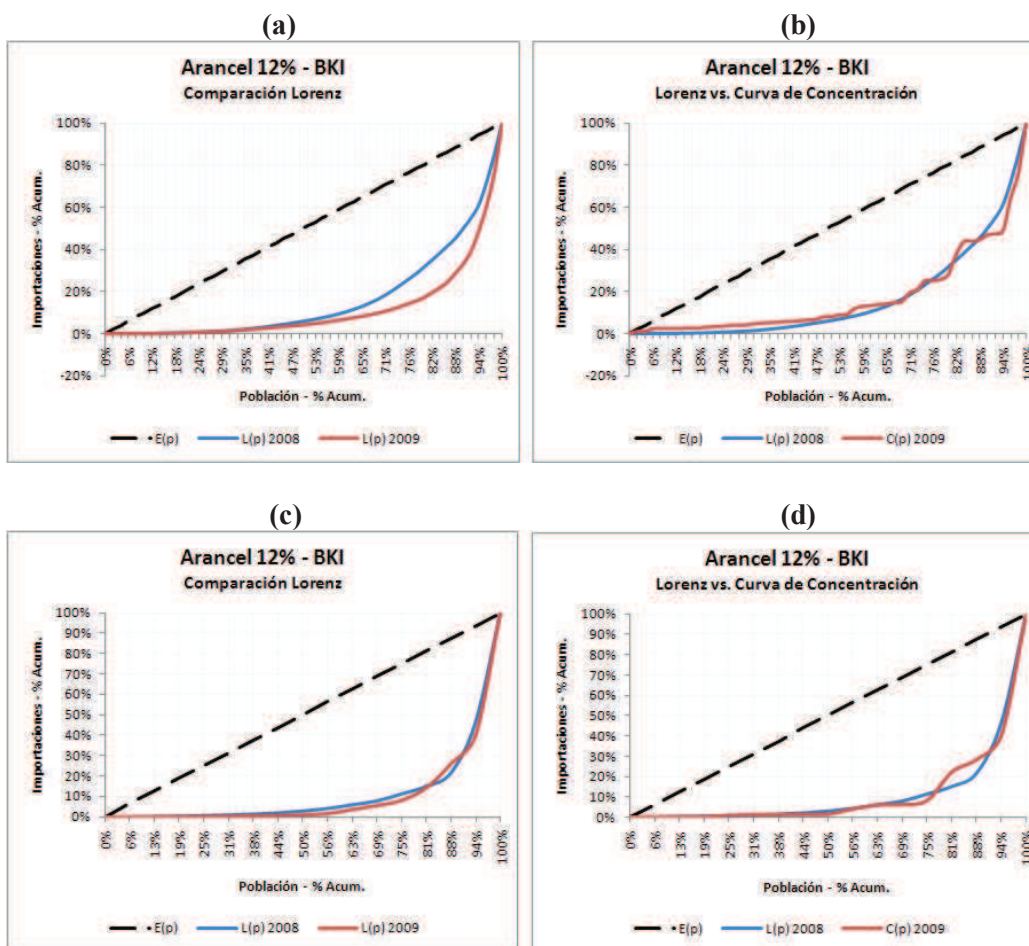 (a)
Arancel 12% - BKI
Comparación Lorenz
Importaciones - % Acum.
100%
80%
60%
40%
20%
0%
-20%
0% 6% 12% 18% 24% 29% 35% 41% 47% 53% 59% 65% 71% 76% 82% 88% 94% 100%
Población - % Acum.
E(p) L(p) 2008 L(p) 2009
(b)
Arancel 12% - BKI
Lorenz vs. Curva de Concentración
Importaciones - % Acum.
100%
80%
60%
40%
20%
0%
-20%
0% 6% 12% 18% 24% 29% 35% 41% 47% 53% 59% 65% 71% 76% 82% 88% 94% 100%
Población - % Acum.
E(p) L(p) 2008 C(p) 2009
(c)
Arancel 12% - BKI
Comparación Lorenz
Importaciones - % Acum.
100%
90%
80%
70%
60%
50%
40%
30%
20%
10%
0%
0% 6% 13% 19% 25% 31% 38% 44% 50% 56% 63% 69% 75% 81% 88% 94% 100%
Población - % Acum.
E(p) L(p) 2008 L(p) 2009
(d)
Arancel 12% - BKI
Lorenz vs. Curva de Concentración
Importaciones - % Acum.
100%
90%
80%
70%
60%
50%
40%
30%
20%
10%
0%
0% 6% 13% 19% 25% 31% 38% 44% 50% 56% 63% 69% 75% 81% 88% 94% 100%
Población - % Acum.
E(p) L(p) 2008 C(p) 2009